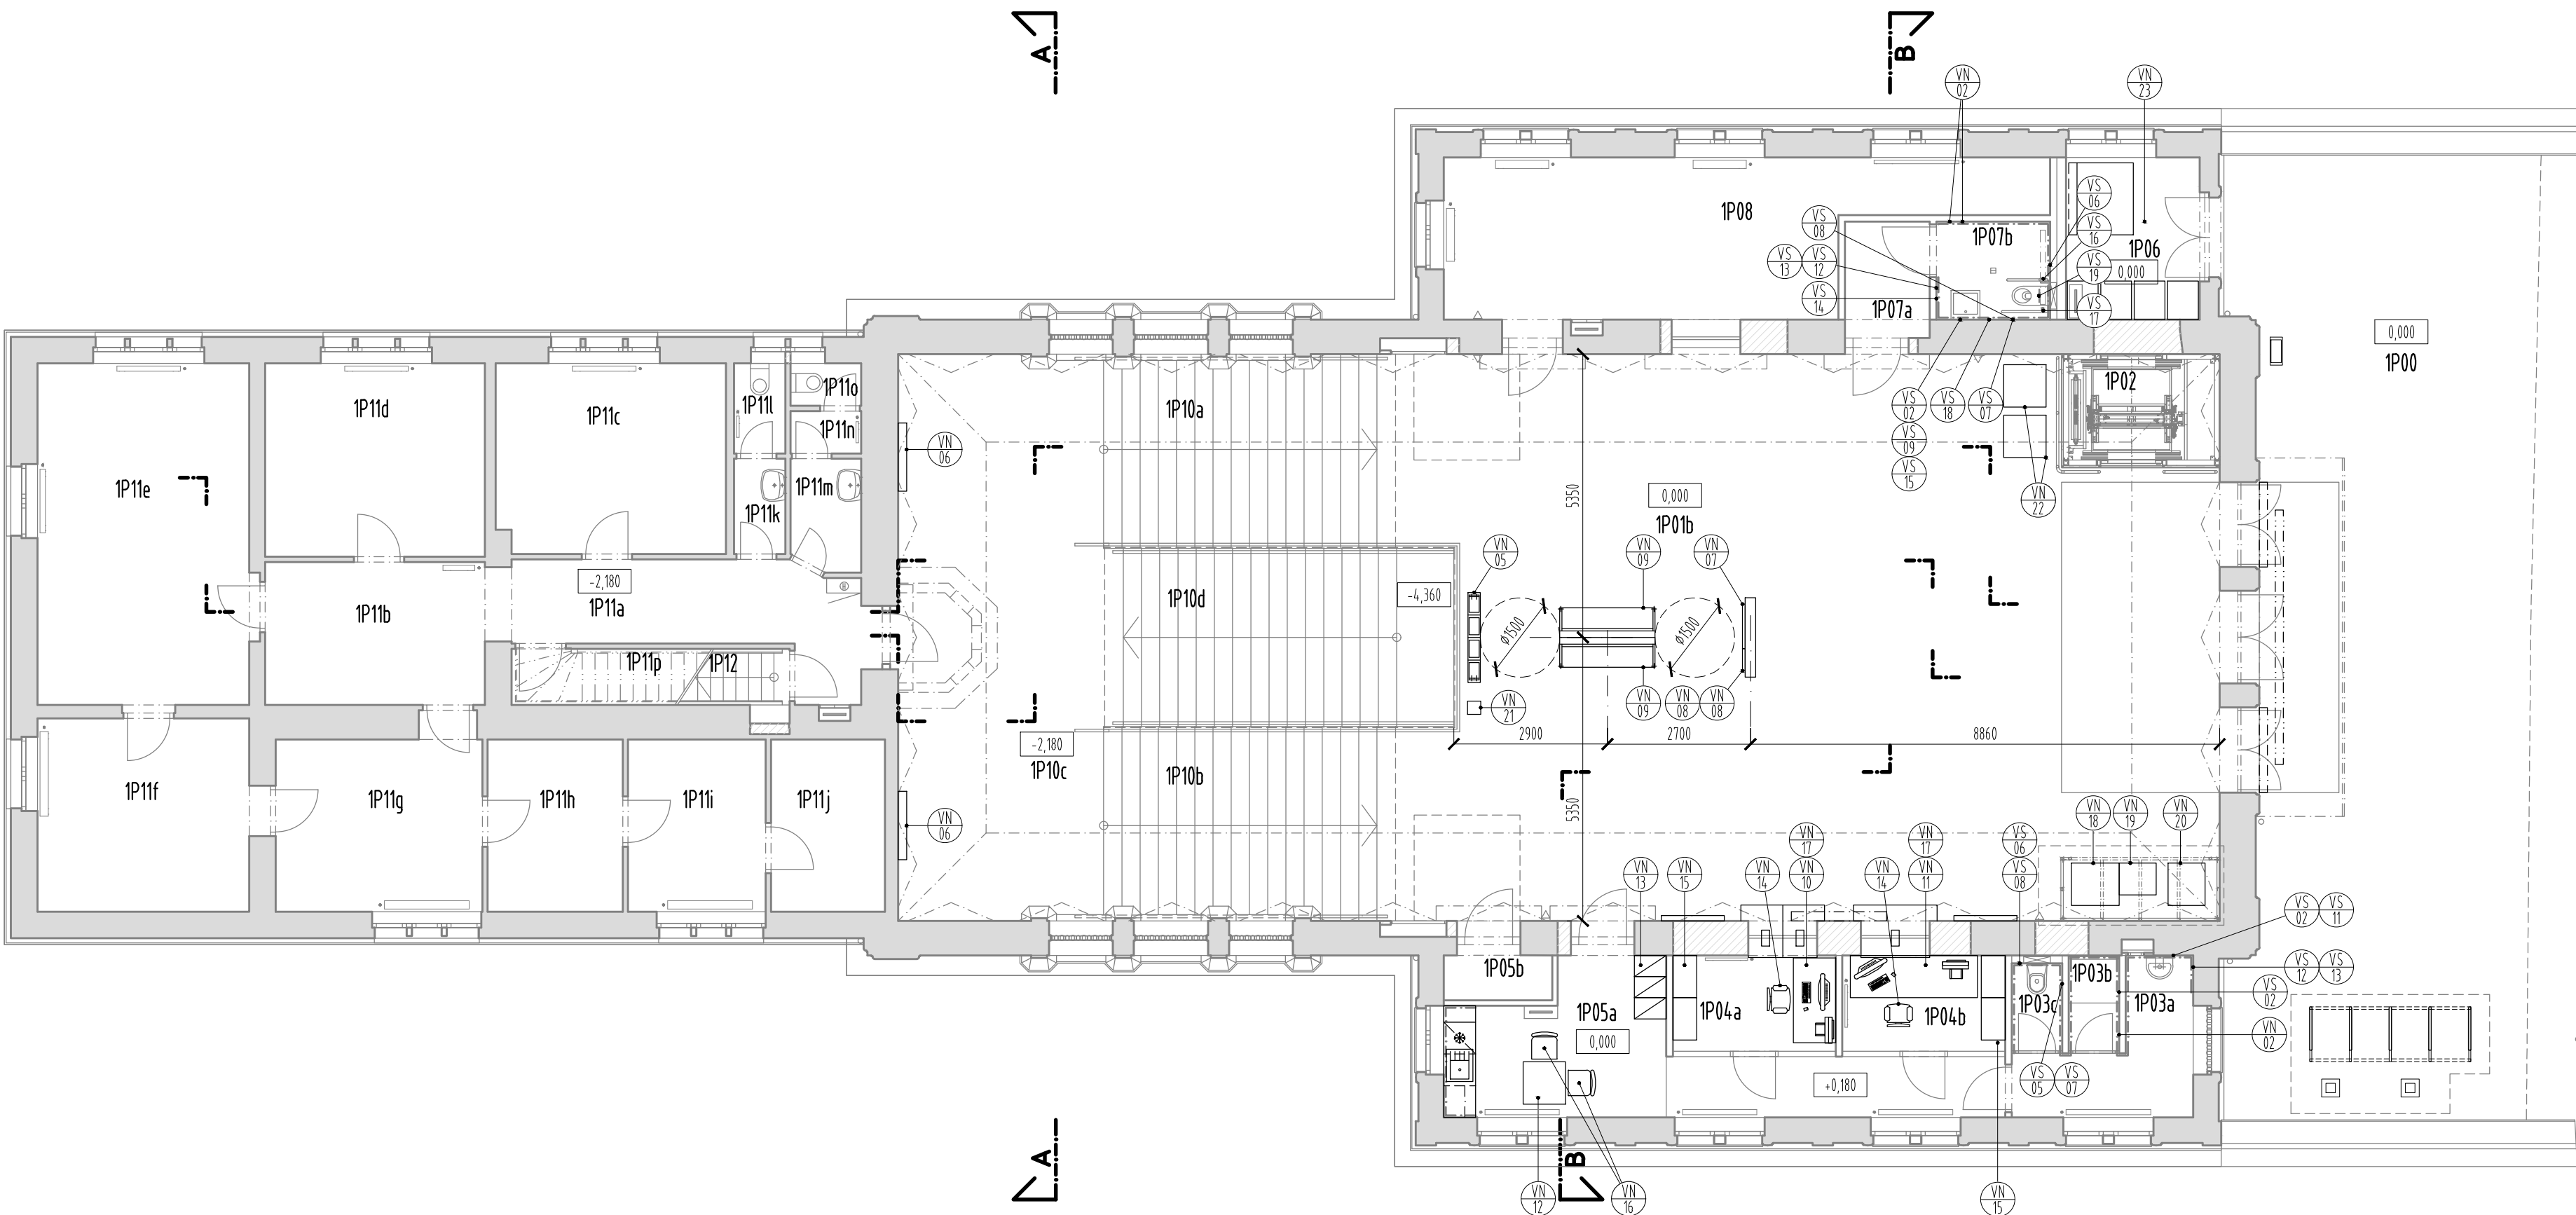 A
B
VN
02
VN
23
1P08
VS
06
VS
08
VS
16
1P07b
1P06
VS
13
VS
12
VS
19
0,000
VS
14
1P07a
VS
17
0,000
1P00
1P11d
1P11c
1P11l
1P11o
1P10a
VS
02
VS
18
VS
07
1P02
1P11n
VN
06
VS
09
1P11e
1P11m
VS
15
1P11k
5350
0,000
1P01b
VN
22
VN
05
VN
09
VN
07
-2,180
1P11a
1P11b
1P10d
-4,360
ø1500
ø1500
1P11p
1P12
VN
21
VN
09
VN
08
VN
08
2900
2700
8860
-2,180
1P10c
1P10b
1P11f
1P11g
1P11h
1P11i
1P11j
VN
06
5350
VN
18
VN
19
VN
20
VN
17
VN
17
VS
06
VN
13
VN
15
VN
14
VN
10
VN
14
VN
11
VS
08
VS
02
VS
11
1P05b
VS
12
VS
13
1P03b
1P03c
1P03a
VS
02
1P05a
1P04a
1P04b
0,000
VN
02
+0,180
VS
05
VS
07
A
B
VN
12
VN
16
VN
15